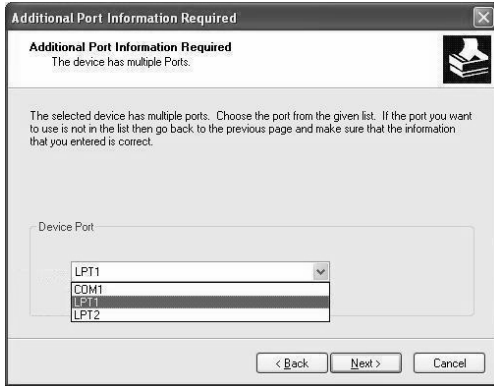 Additional Port Information Required
Additional Port Information Required
The device has multiple Ports.
The selected device has multiple ports. Choose the port from the given list. If the port you want
to use is not in the list then go back to the previous page and make sure that the information
that you entered is correct.
Device Port
LPT1
COM1
LPT1
LPT2
< Back
Next >
Cancel